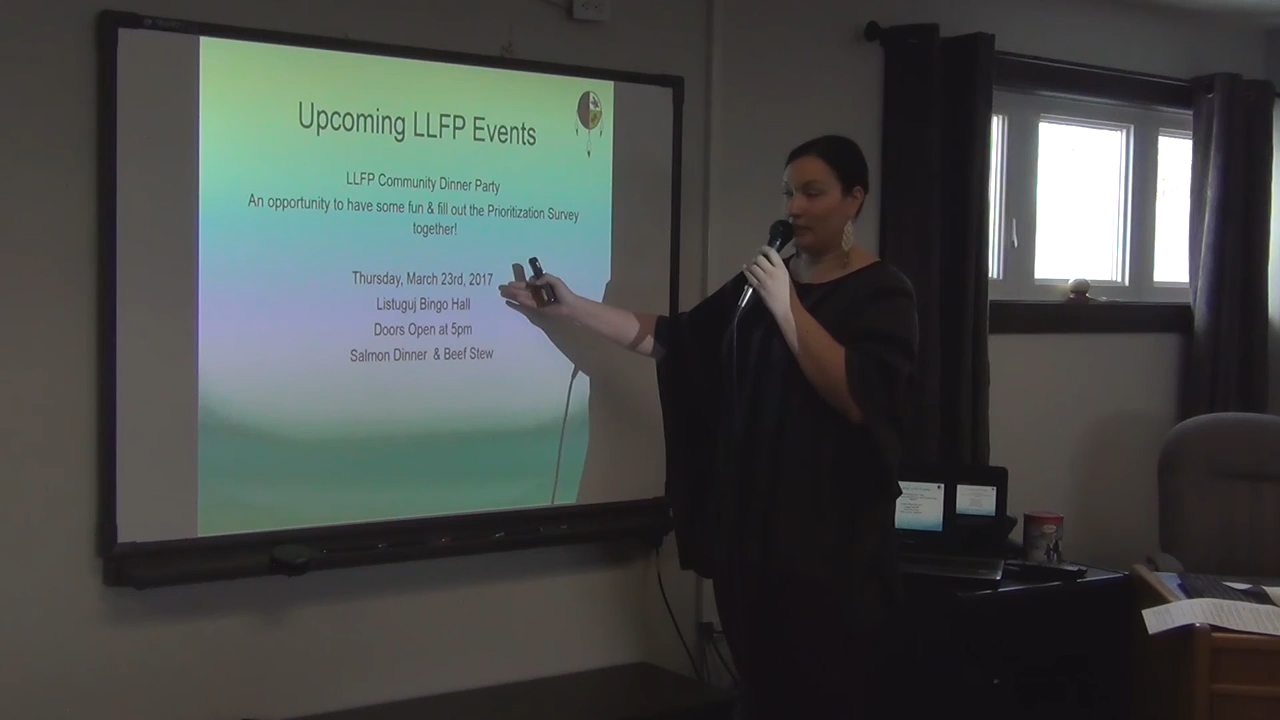 Upcoming LLFP Events
LLFP Community Dinner Party
An opportunity to have some fun & fill out the Prioritization Survey
together!
Thursday, March 23rd, 2017
Listuguj Bingo Hall
Doors Open at 5pm
Salmon Dinner & Beef Stew